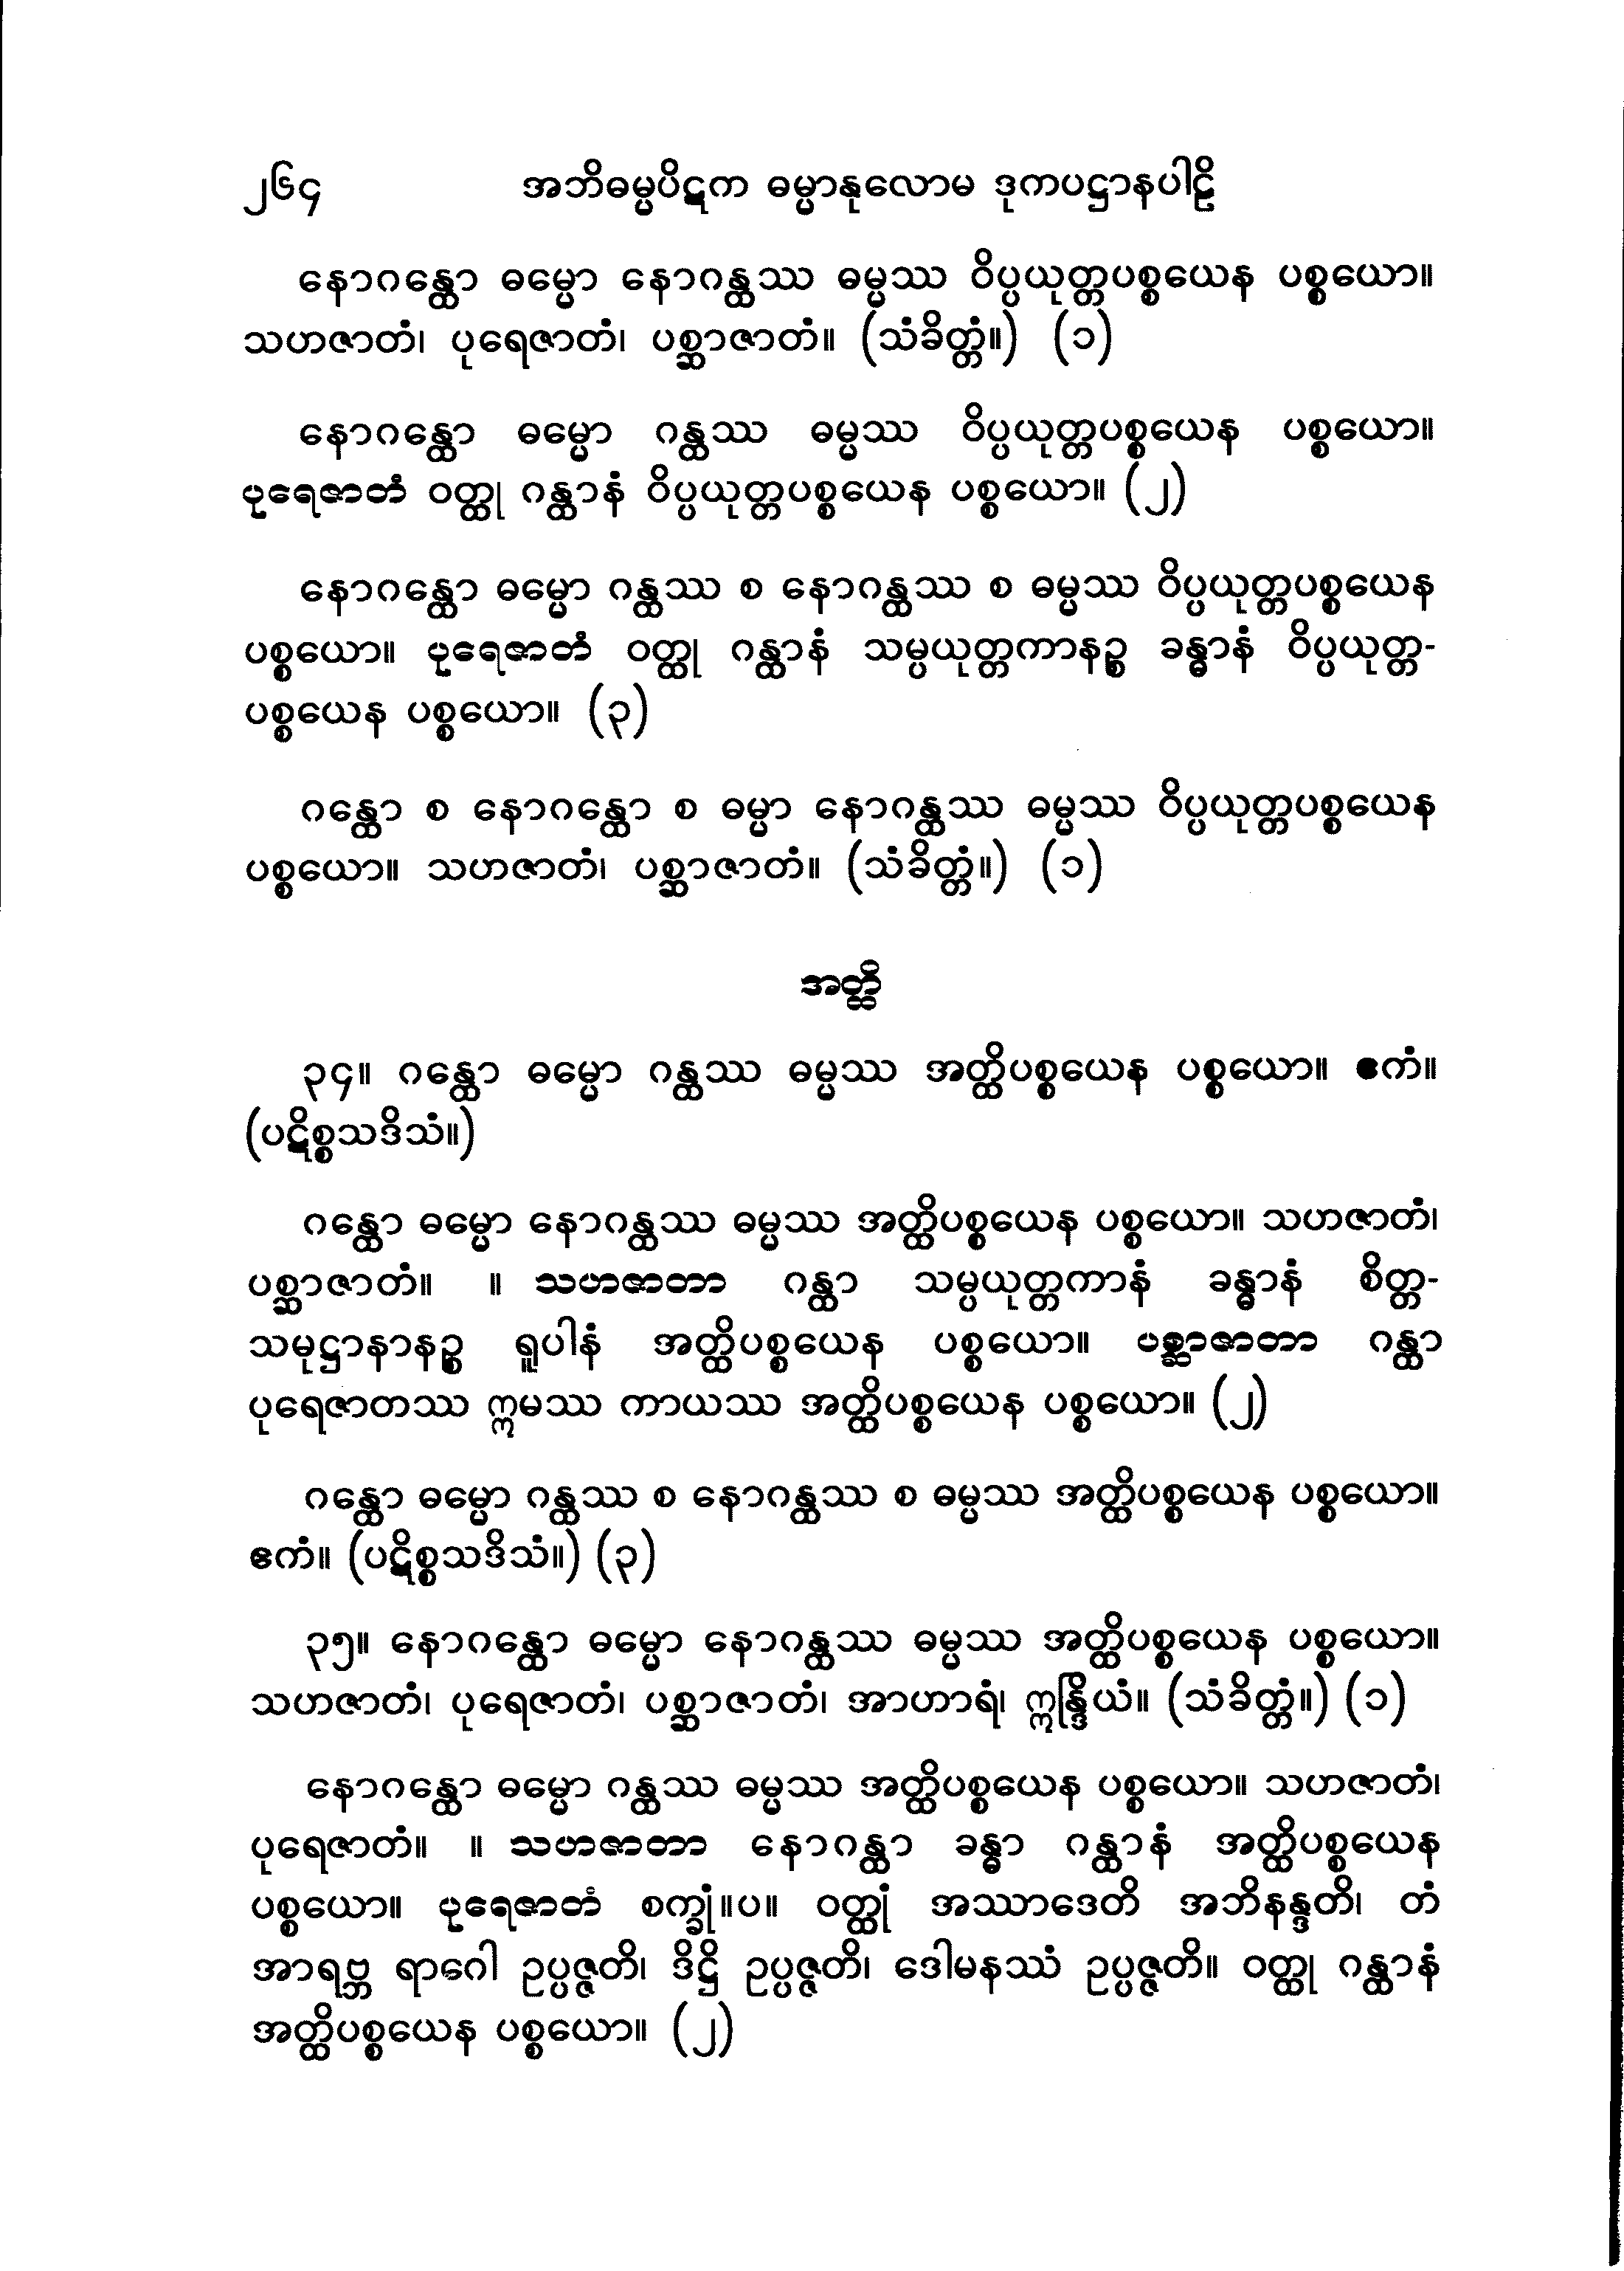 ၂၆၄ အဘိဓမ္မပိဋက ဓမ္မာနုလောမ ဒုကပဋ္ဌာနပါဠိ
နောဂန္ထော ဓမ္မော နောဂန္ထဿ ဓမ္မဿ ဝိပ္ပယုတ္တပစ္စယေန ပစ္စယော။
သဟဇာတံ၊ ပုရေဇာတံ၊ ပစ္ဆာဇာတံ။ (သံခိတ္တံ။) (၁)
နောဂန္ထော ဓမ္မော ဂန္ထဿ ဓမ္မဿ ဝိပ္ပယုတ္တပစ္စယေန ပစ္စယော။
ပုရေဇာတံ ဝတ္ထု ဂန္ထာနံ ဝိပ္ပယုတ္တပစ္စယေန ပစ္စယော။ (၂)
နောဂန္ထော ဓမ္မော ဂန္ထဿ စ နောဂန္ထဿ စ ဓမ္မဿ ဝိပ္ပယုတ္တပစ္စယေန
ပစ္စယော။ ပုရေဇာတံ ဝတ္ထု ဂန္ထာနံ သမ္ပယုတ္တကာနဉ္စ ခန္ဓာနံ ဝိပ္ပယုတ္တ-
ပစ္စယေန ပစ္စယော။ (၃)
ဂန္ထော စ နောဂန္ထော စ ဓမ္မာ နောဂန္ထဿ ဓမ္မဿ ဝိပ္ပယုတ္တပစ္စယေန
ပစ္စယော။ သဟဇာတံ၊ ပစ္ဆာဇာတံ။ (သံခိတ္တံ။) (၁)
အတ္ထိ
၃၄။ ဂန္ထော ဓမ္မော ဂန္ထဿ ဓမ္မဿ အတ္ထိပစ္စယေန ပစ္စယော။ ဧကံ။
(ပဋိစ္စသဒိသံ။)
ဂန္ထော ဓမ္မော နောဂန္ထဿ ဓမ္မဿ အတ္ထိပစ္စယေန ပစ္စယော။ သဟဇာတံ၊
ပစ္ဆာဇာတံ။ ။ သဟဇာတာ ဂန္ထာ သမ္ပယုတ္တကာနံ ခန္ဓာနံ စိတ္တ-
သမုဋ္ဌာနာနဉ္စ ရူပါနံ အတ္ထိပစ္စယေန ပစ္စယော။ ပစ္ဆာဇာတာ ဂန္ထာ
ပုရေဇာတဿ ဣမဿ ကာယဿ အတ္ထိပစ္စယေန ပစ္စယော။ (၂)
ဂန္ထော ဓမ္မော ဂန္ထဿ စ နောဂန္ထဿ စ ဓမ္မဿ အတ္ထိပစ္စယေန ပစ္စယော။
ဧကံ။ (ပဋိစ္စသဒိသံ။) (၃)
၃၅။ နောဂန္ထော ဓမ္မော နောဂန္ထဿ ဓမ္မဿ အတ္ထိပစ္စယေန ပစ္စယော။
သဟဇာတံ၊ ပုရေဇာတံ၊ ပစ္ဆာဇာတံ၊ အာဟာရံ၊ ဣန္ဒြိယံ။ (သံခိတ္တံ။) (၁)
နောဂန္ထော ဓမ္မော ဂန္ထဿ ဓမ္မဿ အတ္ထိပစ္စယေန ပစ္စယော။ သဟဇာတံ၊
ပုရေဇာတံ။ ။ သဟဇာတာ နောဂန္ထာ ခန္ဓာ ဂန္ထာနံ အတ္ထိပစ္စယေန
ပစ္စယော။ ပုရေဇာတံ စက္ခုံ။ပ။ ဝတ္ထုံ အဿာဒေတိ အဘိနန္ဒတိ၊ တံ
အာရဗ္ဘ ရာဂေါ ဥပ္ပဇ္ဇတိ၊ ဒိဋ္ဌိ ဥပ္ပဇ္ဇတိ၊ ဒေါမနဿံ ဥပ္ပဇ္ဇတိ။ ဝတ္ထု ဂန္ထာနံ
အတ္ထိပစ္စယေန ပစ္စယော။ (၂)